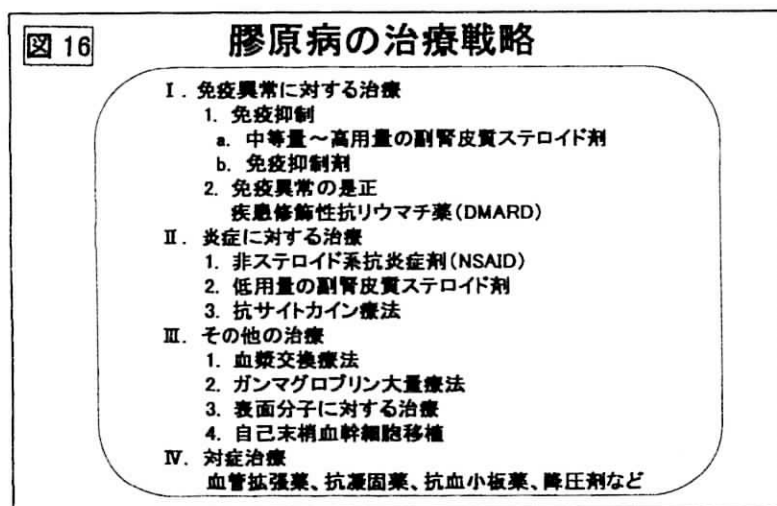 図 16
膠原病の治療戦略
Ⅰ. 免疫異常に対する治療
1. 免疫抑制
a. 中等量～高用量の副腎皮質ステロイド剤
b. 免疫抑制剤
2. 免疫異常の是正
疾患修飾性抗リウマチ薬(DMARD)
Ⅱ. 炎症に対する治療
1. 非ステロイド系抗炎症剤(NSAID)
2. 低用量の副腎皮質ステロイド剤
3. 抗サイトカイン療法
Ⅲ. その他の治療
1. 血漿交換療法
2. ガンマグロブリン大量療法
3. 表面分子に対する治療
4. 自己末梢血幹細胞移植
Ⅳ. 対症治療
血管拡張薬、抗凝固薬、抗血小板薬、降圧剤など